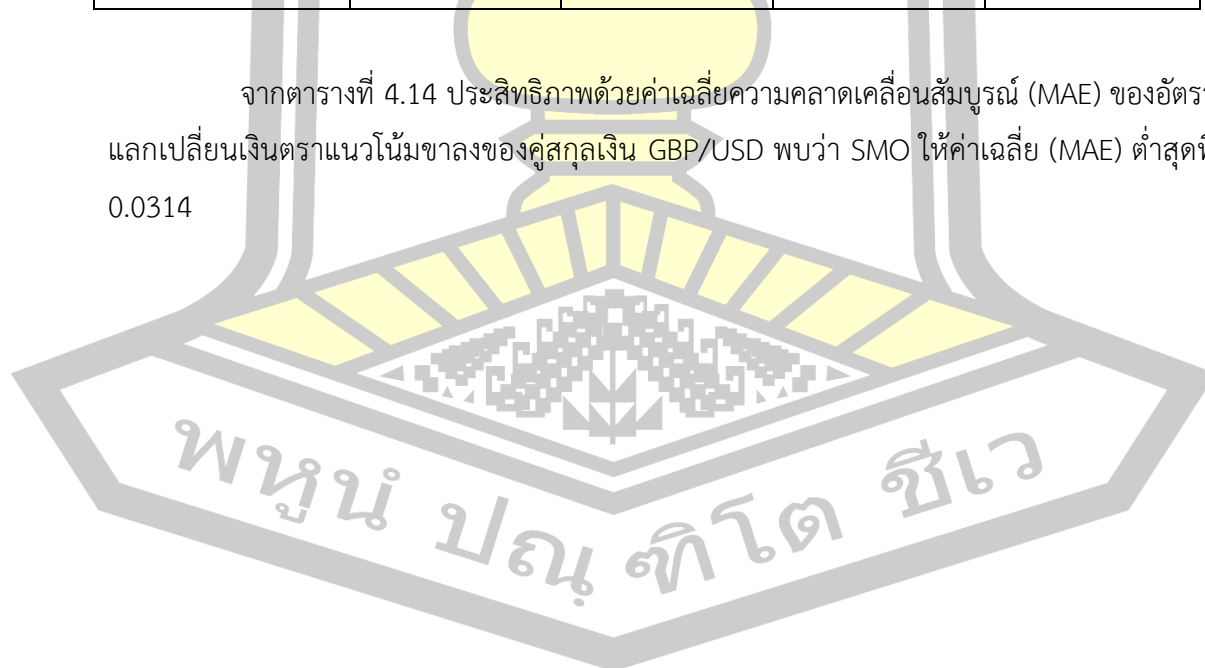 จากตารางที่ 4.14 ประสิทธิภาพด้วยค่าเฉลี่ยความคลาดเคลื่อนสัมบูรณ์ (MAE) ของอัตรา
แลกเปลี่ยนเงินตราแนวโน้มขาลงของคู่สกุลเงิน GBP/USD พบว่า SMO ให้ค่าเฉลี่ย (MAE) ต่ำสุดที่
0.0314
พหูนํ ปณฺฑิโต ชีเว